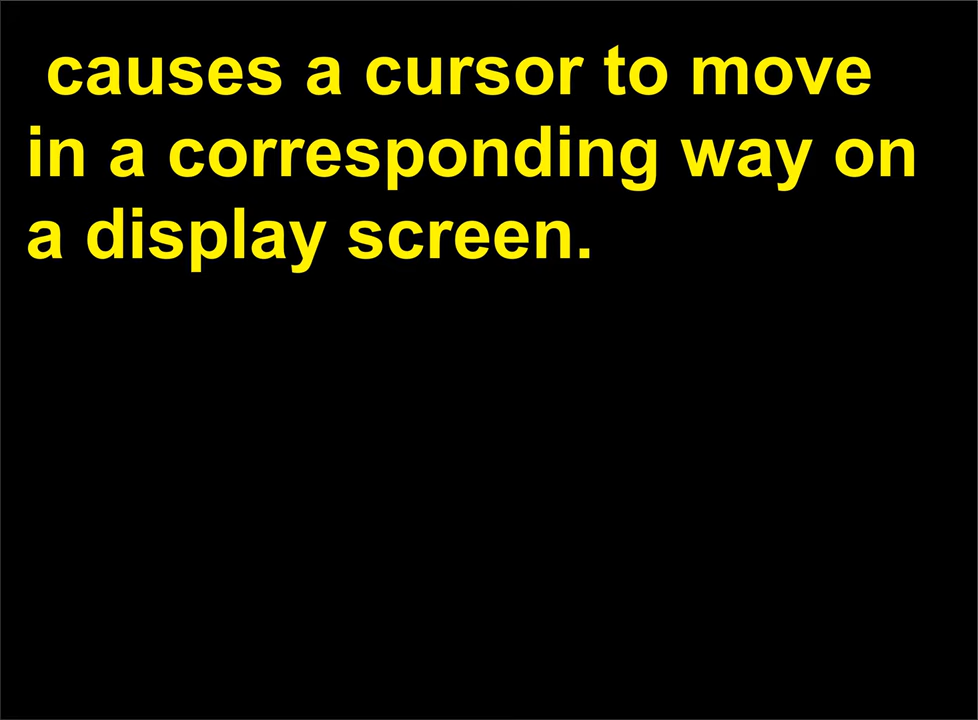 causes a cursor to move
in a corresponding way on
a display screen.